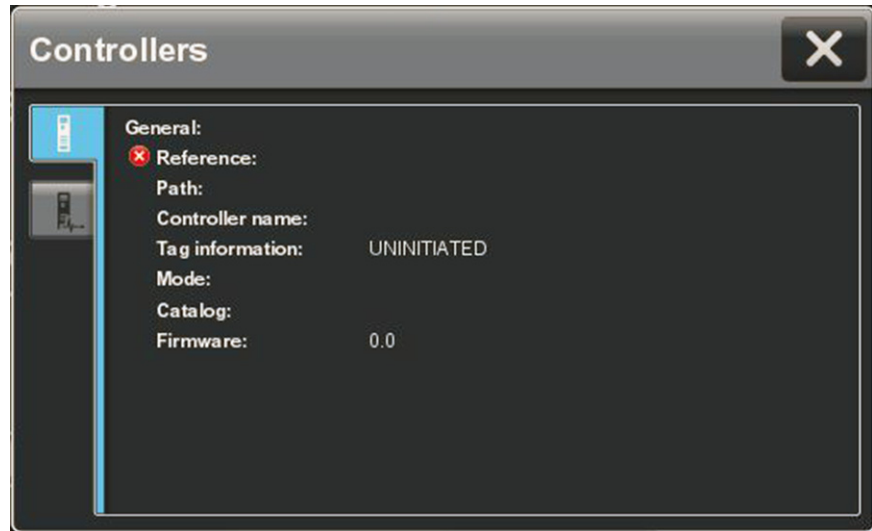 Controllers
General:
Reference:
Path:
Controller name:
Tag information: UNINITIATED
Mode:
Catalog:
Firmware: 0.0